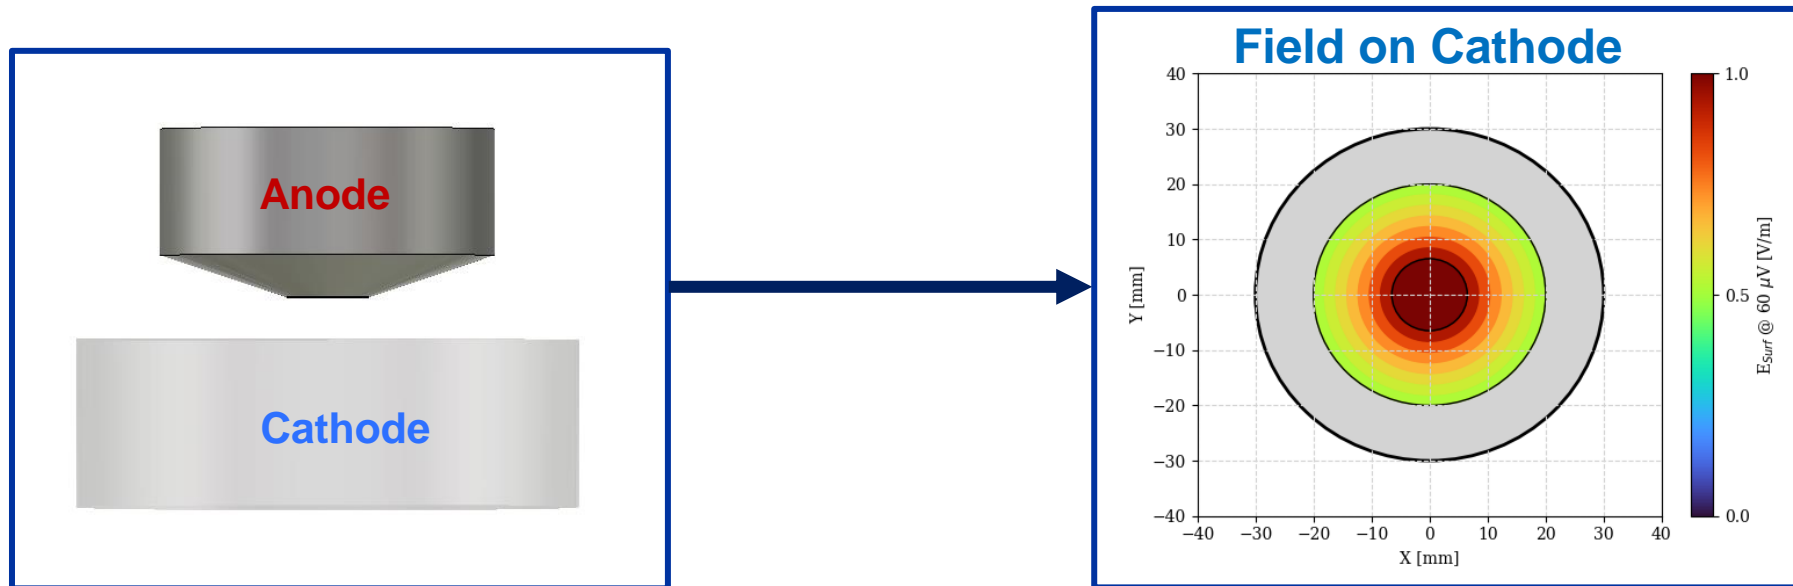 Anode
Cathode
Field on Cathode
40
30
20
10
0
−10
−20
−30
−40
Y [mm]
−40 −30 −20 −10 0 10 20 30 40
X [mm]
1.0
0.5
0.0
E_Surf @ 60 μV [V/m]